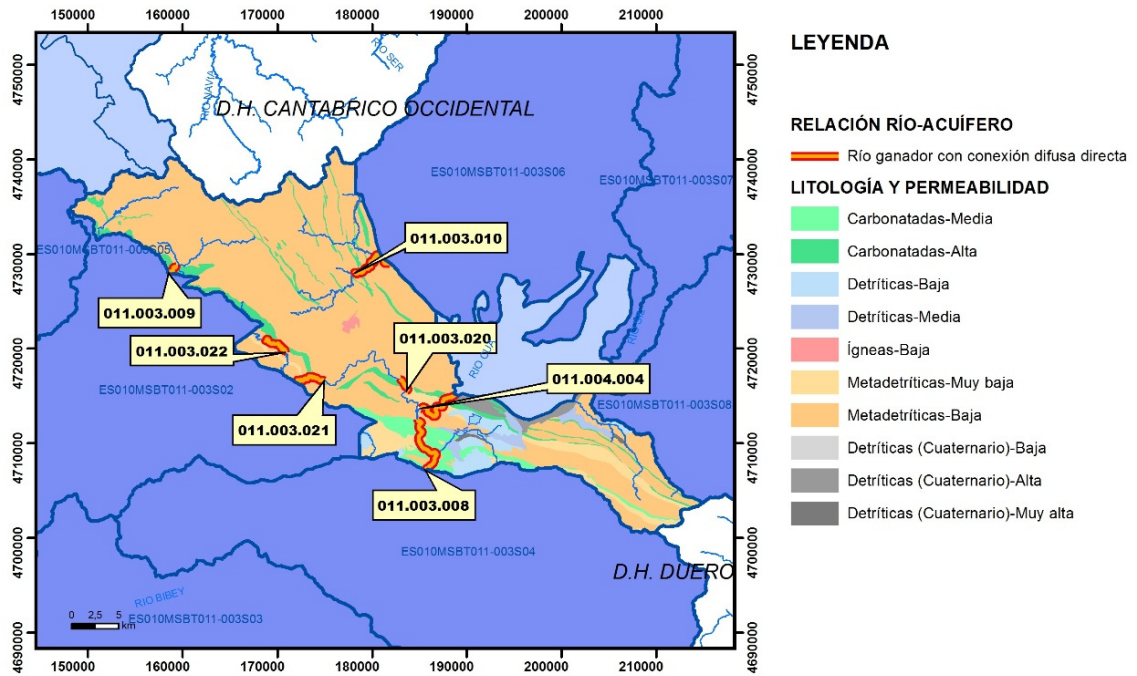 150000 160000 170000 180000 190000 200000 210000
4750000
4740000
4730000
4720000
4710000
4700000
4690000
RIO NAVIA
RIO SER
D.H. CANTABRICO OCCIDENTAL
ES010MSBT011-003S06
ES010MSBT011-003S07
011.003.010
ES010MSBT011-003S05
011.003.009
011.003.022
011.003.020
RIO CUA
011.004.004
ES010MSBT011-003S02
ES010MSBT011-003S08
011.003.021
011.003.008
ES010MSBT011-003S04
D.H. DUERO
RIO BIBEY
ES010MSBT011-003S03
0 2,5 5
km
4750000
4740000
4730000
4720000
4710000
4700000
4690000
150000 160000 170000 180000 190000 200000 210000
LEYENDA
RELACIÓN RÍO-ACUÍFERO
Río ganador con conexión difusa directa
LITOLOGÍA Y PERMEABILIDAD
Carbonatadas-Media
Carbonatadas-Alta
Detríticas-Baja
Detríticas-Media
Ígneas-Baja
Metadetríticas-Muy baja
Metadetríticas-Baja
Detríticas (Cuaternario)-Baja
Detríticas (Cuaternario)-Alta
Detríticas (Cuaternario)-Muy alta